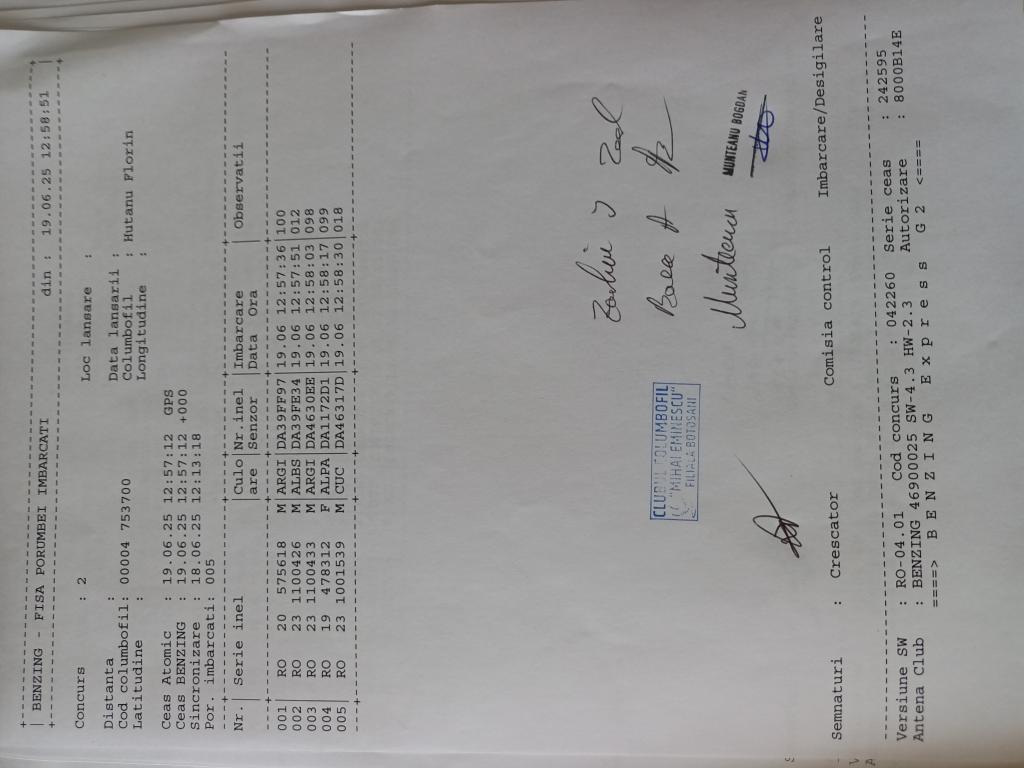 +---------------------------------------------------------------+
| BENZING - FISA PORUMBEI IMBARCATI din : 19.06.25 12:58:51 |
+---------------------------------------------------------------+
Concurs : 2 Loc lansare :
Distanta : Data lansarii :
Cod columbofil: 00004 753700 Columbofil : Hutanu Florin
Latitudine : Longitudine :
Ceas Atomic : 19.06.25 12:57:12 GPS
Ceas BENZING : 19.06.25 12:57:12 +000
Sincronizare : 18.06.25 12:13:18
Por. imbarcati: 005
Nr. | Serie inel |Culo|Nr.inel |Imbarcare | Observatii
| |are |Senzor |Data Ora |
001| RO 20 575618 M|ARGI|DA39FF97|19.06 12:57:36|100
002| RO 23 1100426 M|ALBS|DA39FE34|19.06 12:57:51|012
003| RO 23 1100433 M|ARGI|DA4630EE|19.06 12:58:03|098
004| RO 19 478312 F|ALFA|DA1172D1|19.06 12:58:17|099
005| RO 23 1001539 M|CUC |DA46317D|19.06 12:58:30|018
CLUBUL COLUMBOFIL
"MIHAI EMINESCU"
FILIALA BOTOSANI
Munteanu
MUNTEANU BOGDAN
Semnaturi : Crescator Comisia control Imbarcare/Desigilare
Versiune SW : RO-04.01 Cod concurs : 042260 Serie ceas : 242595
Antena Club : BENZING 46900025 SW-4.3 HW-2.3 Autorizare : 8000B14E
====> B E N Z I N G E x p r e s s G 2 <====